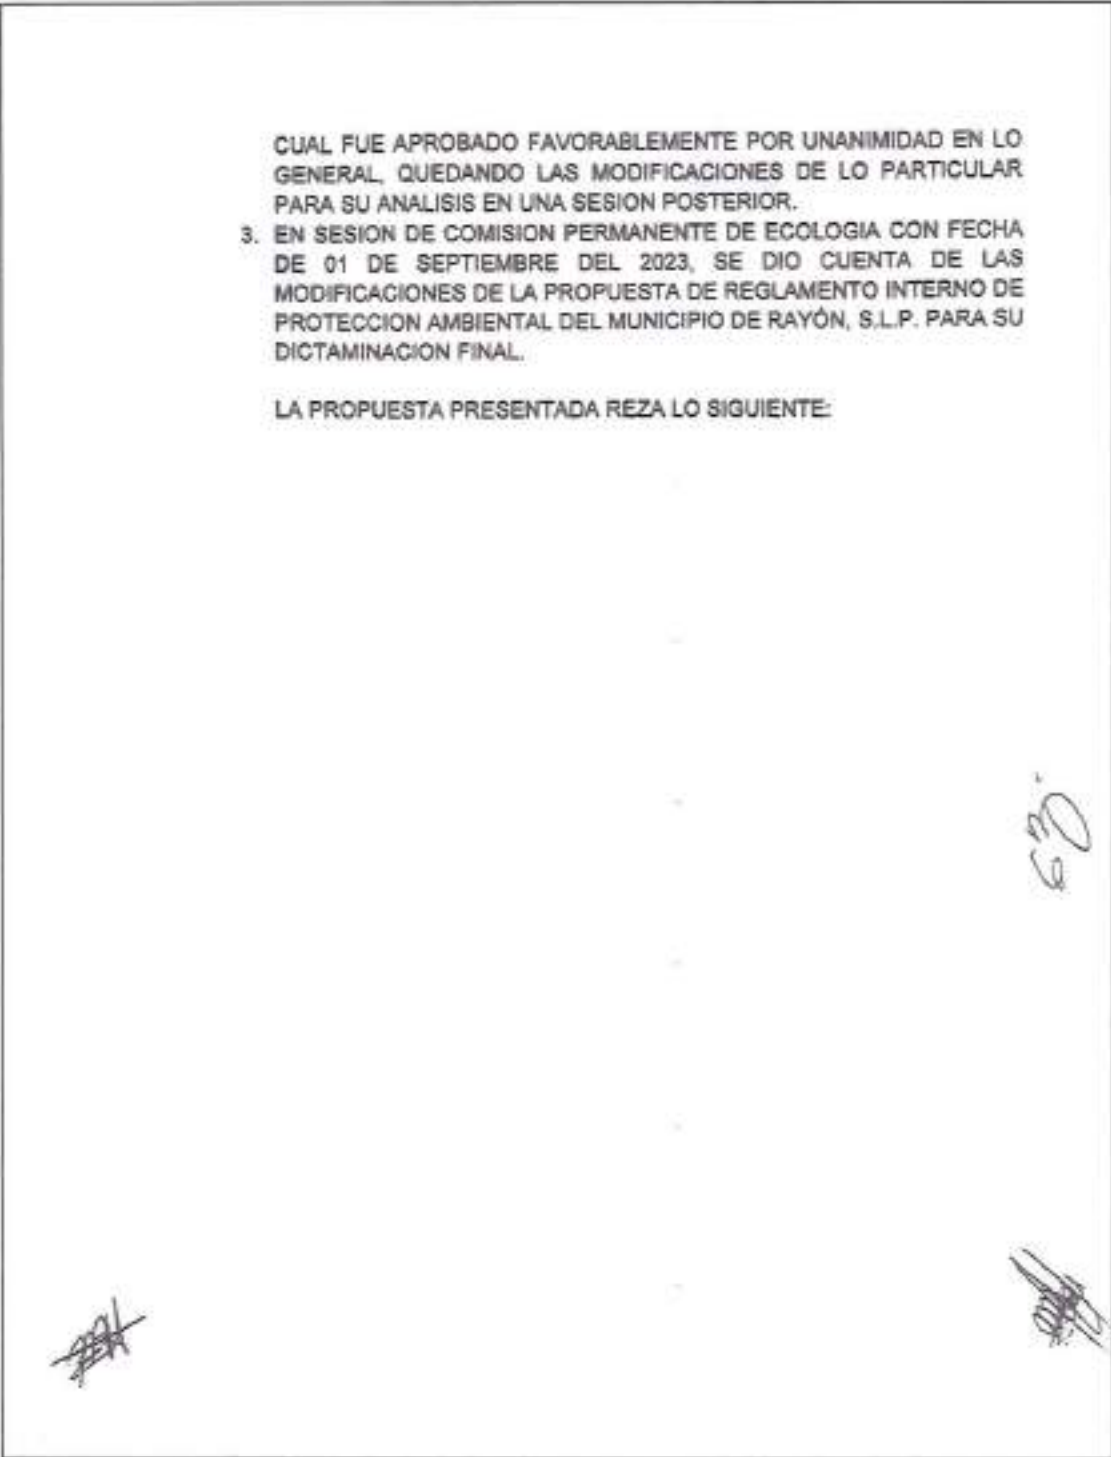 CUAL FUE APROBADO FAVORABLEMENTE POR UNANIMIDAD EN LO
GENERAL, QUEDANDO LAS MODIFICACIONES DE LO PARTICULAR
PARA SU ANALISIS EN UNA SESION POSTERIOR.
3. EN SESION DE COMISION PERMANENTE DE ECOLOGIA CON FECHA
DE 01 DE SEPTIEMBRE DEL 2023, SE DIO CUENTA DE LAS
MODIFICACIONES DE LA PROPUESTA DE REGLAMENTO INTERNO DE
PROTECCION AMBIENTAL DEL MUNICIPIO DE RAYÓN, S.L.P. PARA SU
DICTAMINACION FINAL.
LA PROPUESTA PRESENTADA REZA LO SIGUIENTE: